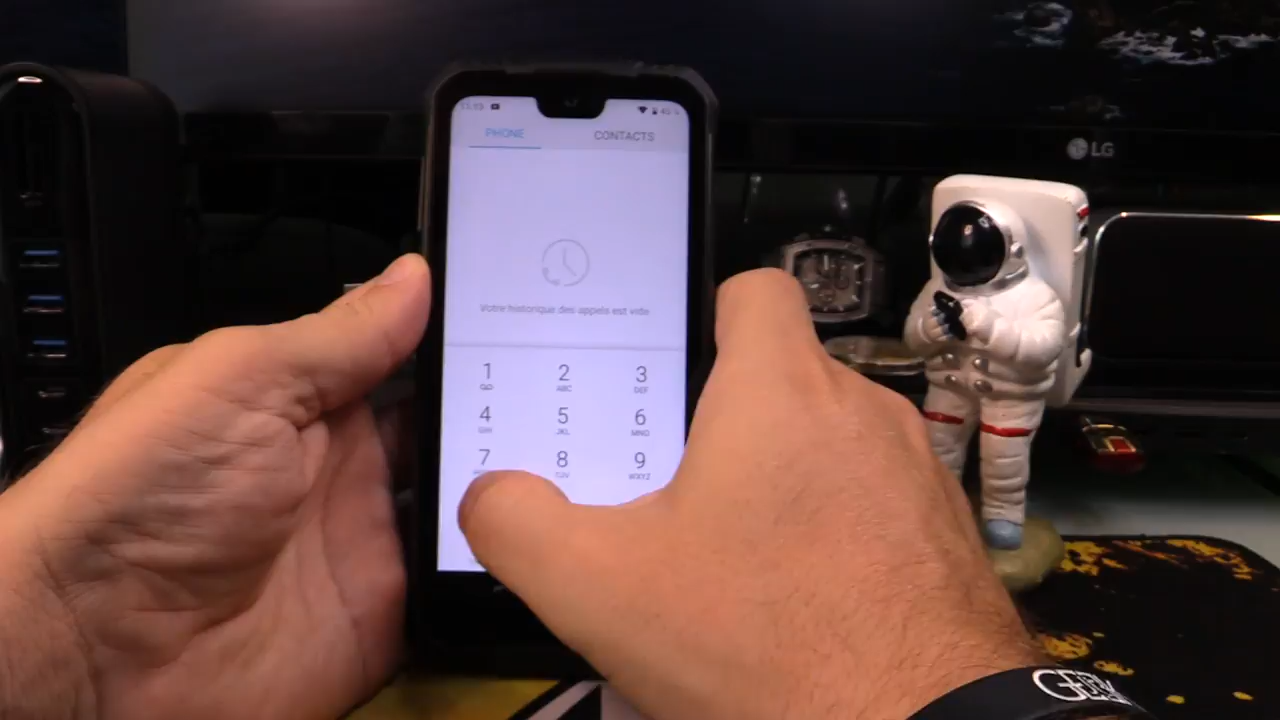 PHONE CONTACTS
Votre historique des appels est vide
1 2 3
ABC DEF
4 5 6
GHI JKL MNO
7 8 9
TUV WXYZ
LG